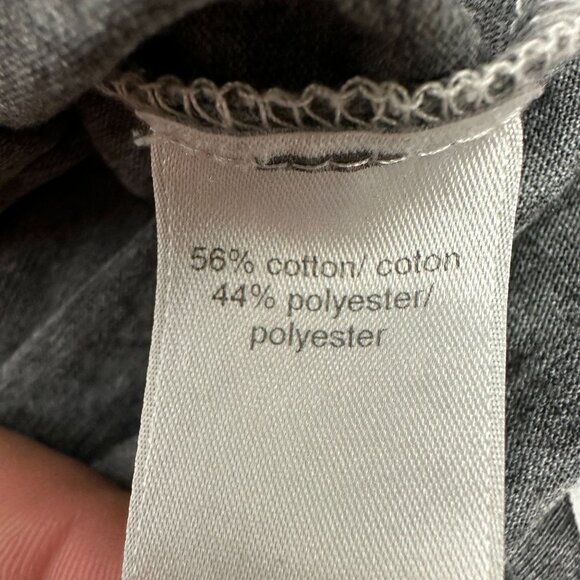 56% cotton/ coton
44% polyester/
polyester